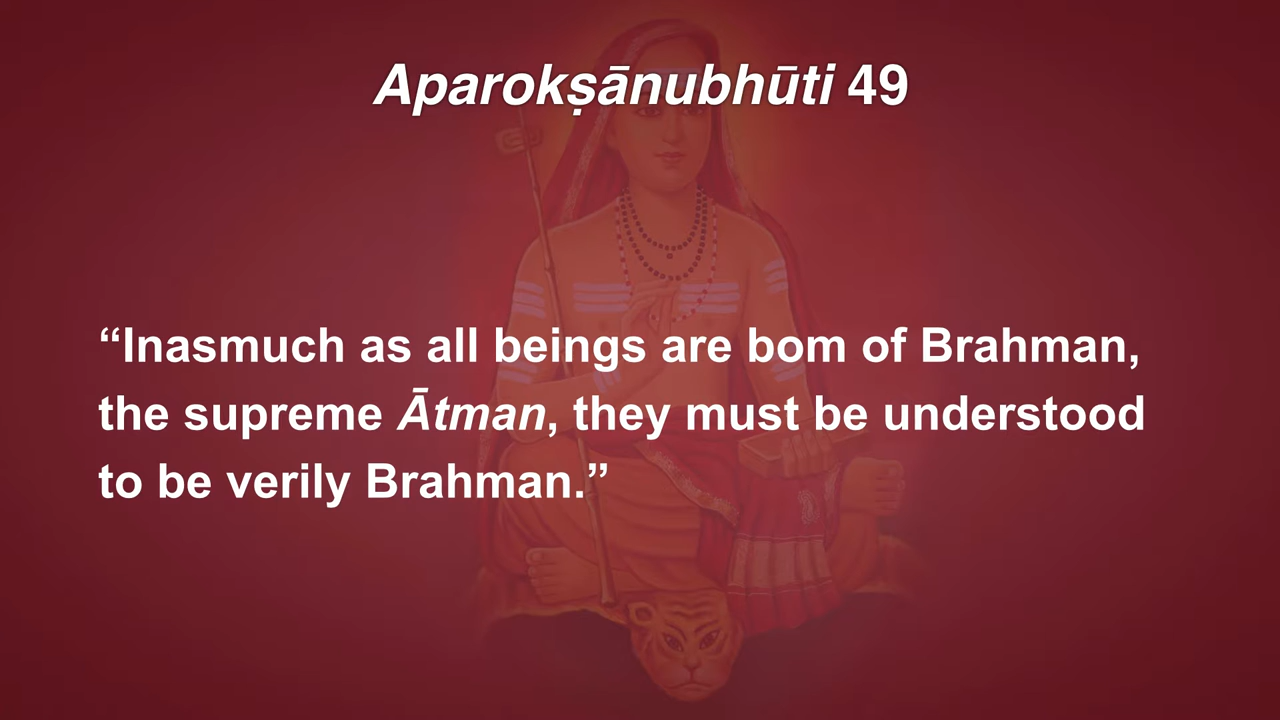 Aparokṣānubhūti 49
“Inasmuch as all beings are bom of Brahman,
the supreme Ātman, they must be understood
to be verily Brahman.”